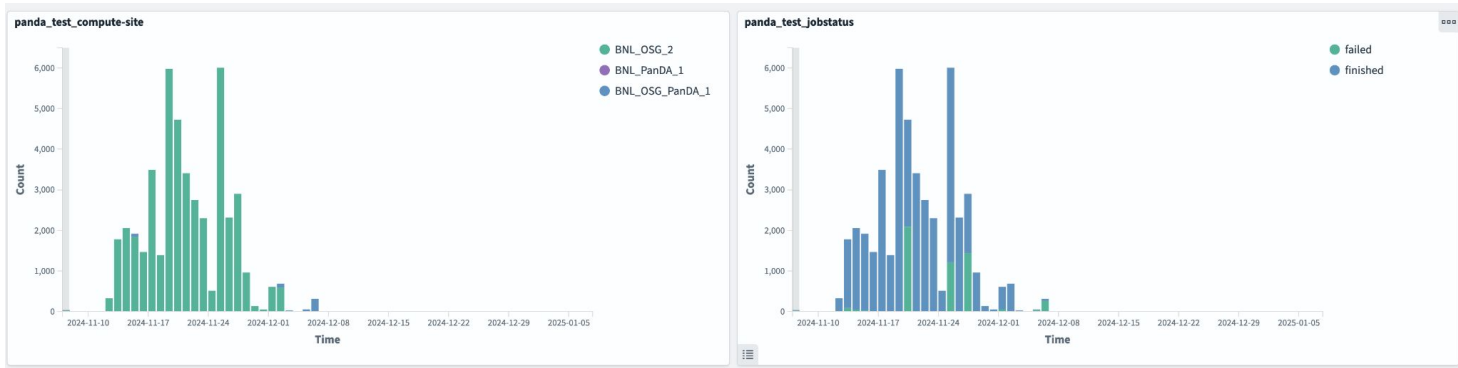 panda_test_compute-site
BNL_OSG_2
BNL_PanDA_1
BNL_OSG_PanDA_1
6,000
5,000
4,000
3,000
2,000
1,000
0
Count
2024-11-10 2024-11-17 2024-11-24 2024-12-01 2024-12-08 2024-12-15 2024-12-22 2024-12-29 2025-01-05
Time
panda_test_jobstatus
failed
finished
6,000
5,000
4,000
3,000
2,000
1,000
0
Count
2024-11-10 2024-11-17 2024-11-24 2024-12-01 2024-12-08 2024-12-15 2024-12-22 2024-12-29 2025-01-05
Time